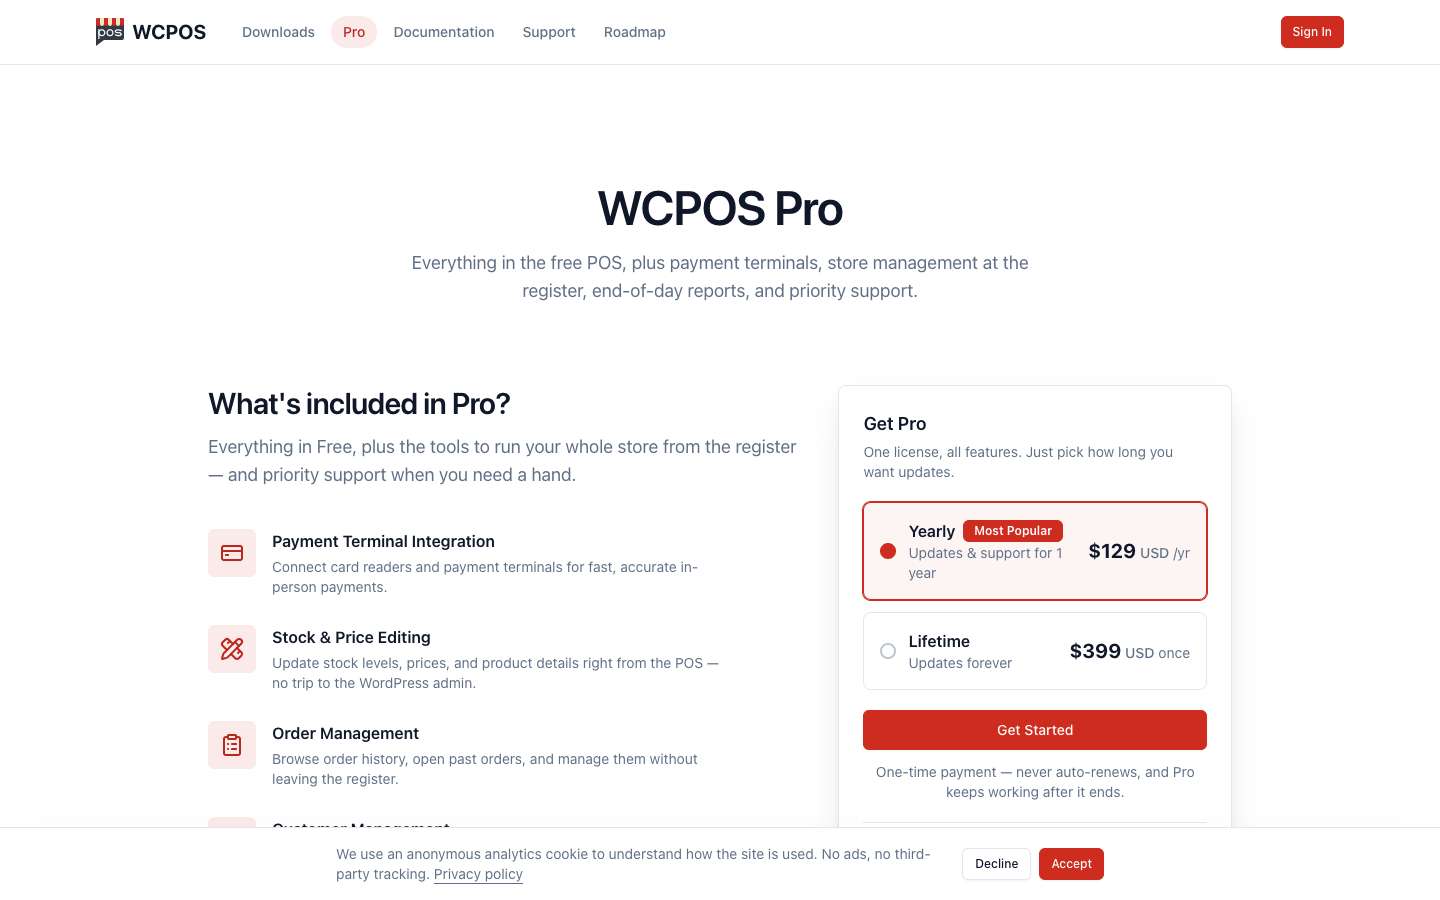 pos WCPOS Downloads Pro Documentation Support Roadmap Sign In
WCPOS Pro
Everything in the free POS, plus payment terminals, store management at the
register, end-of-day reports, and priority support.
What's included in Pro?
Everything in Free, plus the tools to run your whole store from the register
— and priority support when you need a hand.
Payment Terminal Integration
Connect card readers and payment terminals for fast, accurate in-
person payments.
Stock & Price Editing
Update stock levels, prices, and product details right from the POS —
no trip to the WordPress admin.
Order Management
Browse order history, open past orders, and manage them without
leaving the register.
Customer Management
Get Pro
One license, all features. Just pick how long you
want updates.
Yearly Most Popular
Updates & support for 1
year
$129 USD /yr
Lifetime
Updates forever
$399 USD once
Get Started
One-time payment — never auto-renews, and Pro
keeps working after it ends.
We use an anonymous analytics cookie to understand how the site is used. No ads, no third-
party tracking. Privacy policy
Decline Accept